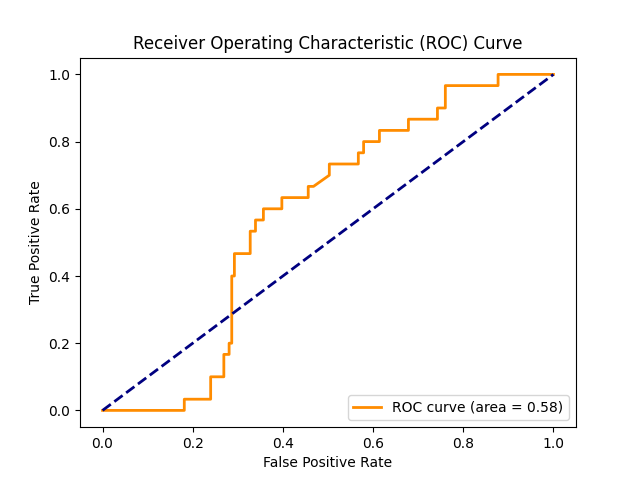 Receiver Operating Characteristic (ROC) Curve
1.0
0.8
0.6
0.4
0.2
0.0
True Positive Rate
0.0 0.2 0.4 0.6 0.8 1.0
False Positive Rate
ROC curve (area = 0.58)